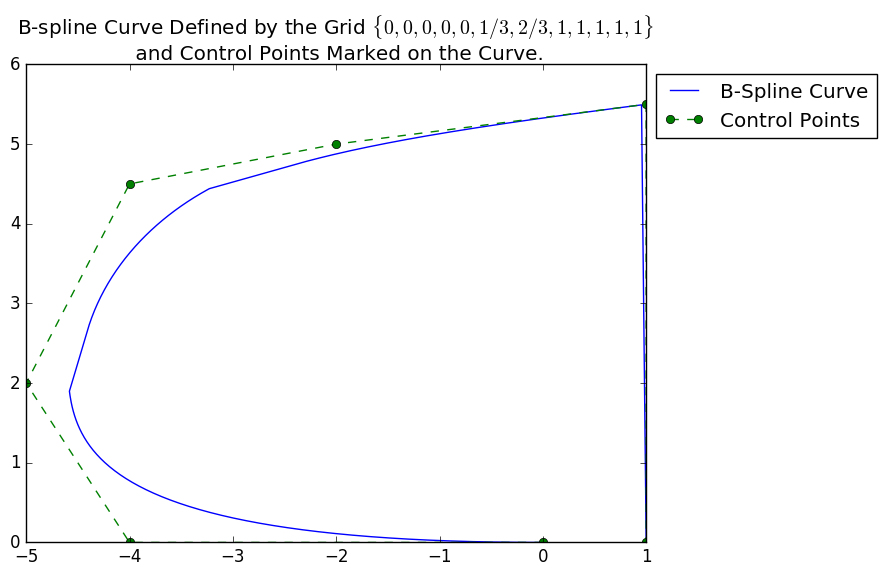 B-spline Curve Defined by the Grid {0, 0, 0, 0, 0, 1/3, 2/3, 1, 1, 1, 1, 1}
and Control Points Marked on the Curve.
B-Spline Curve
Control Points
6
5
4
3
2
1
0
−5 −4 −3 −2 −1 0 1